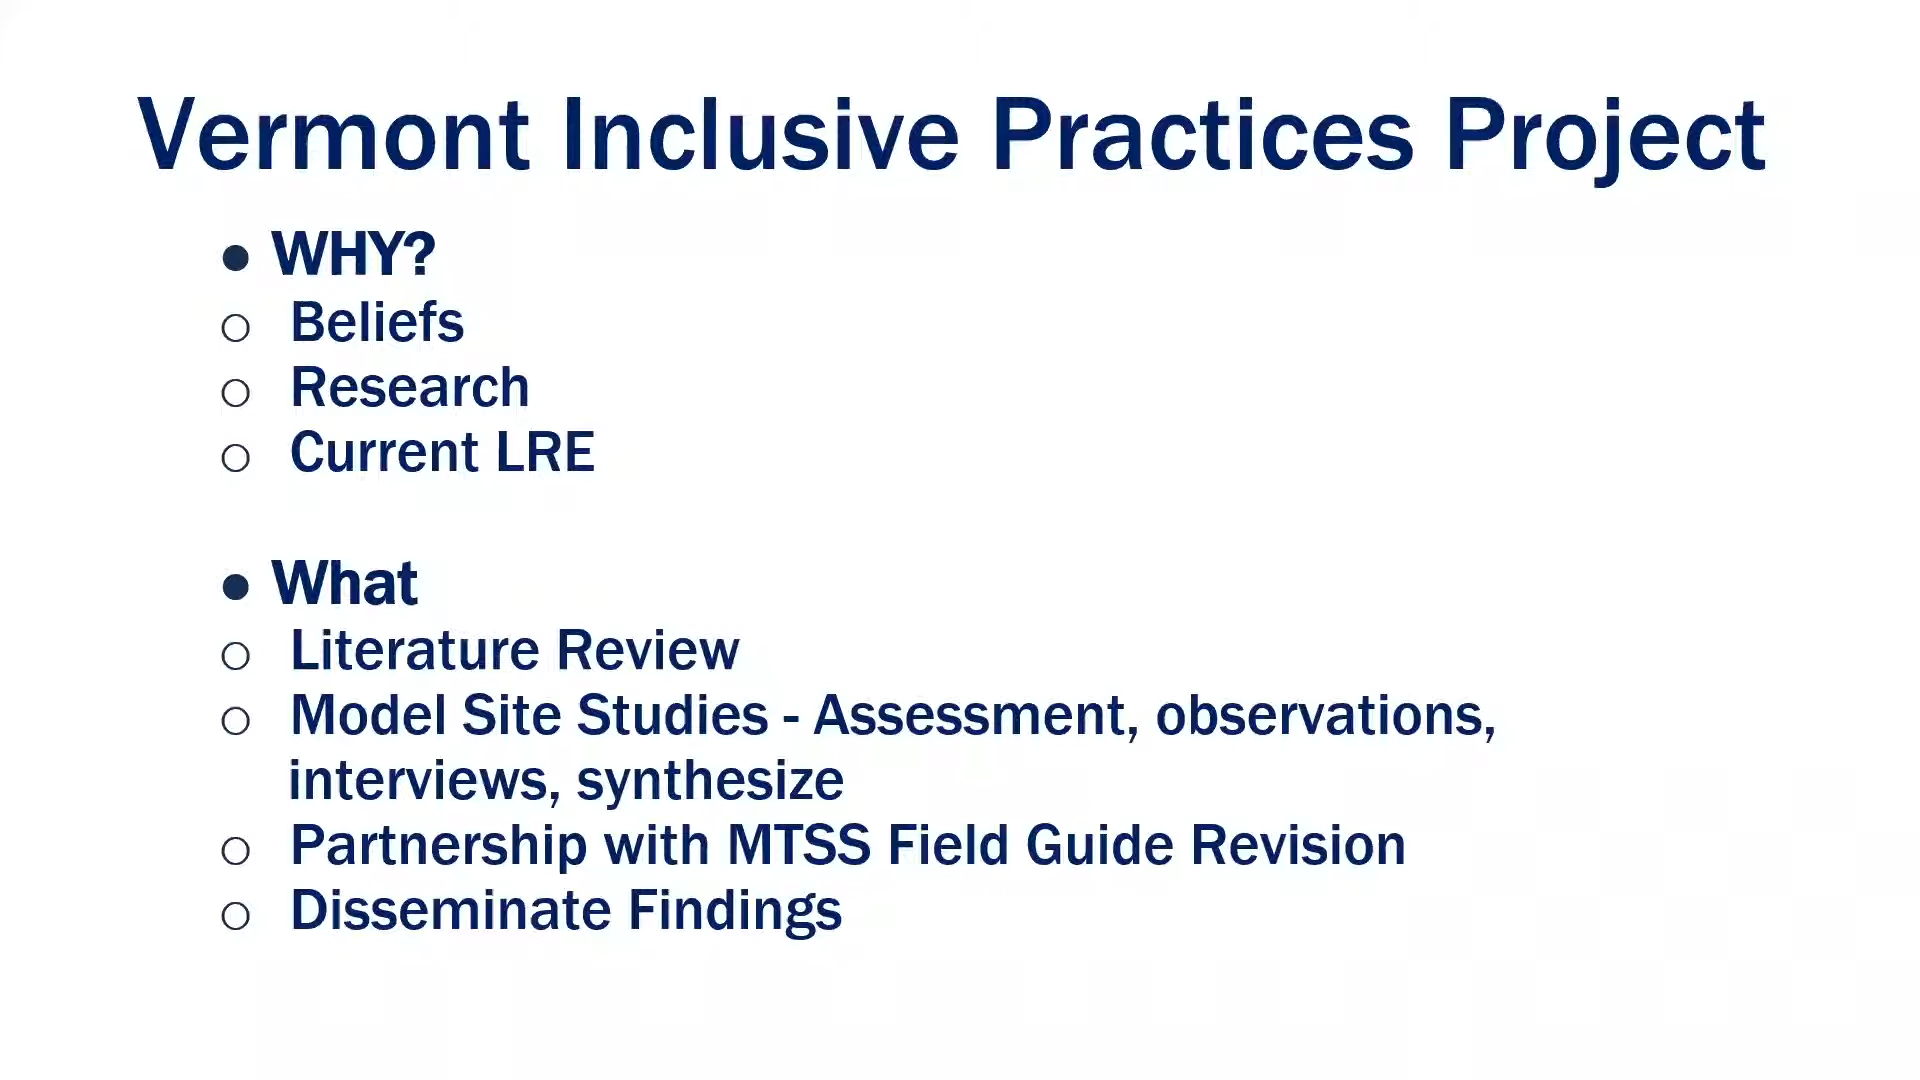 Vermont Inclusive Practices Project
● WHY?
○ Beliefs
○ Research
○ Current LRE
● What
○ Literature Review
○ Model Site Studies - Assessment, observations,
interviews, synthesize
○ Partnership with MTSS Field Guide Revision
○ Disseminate Findings